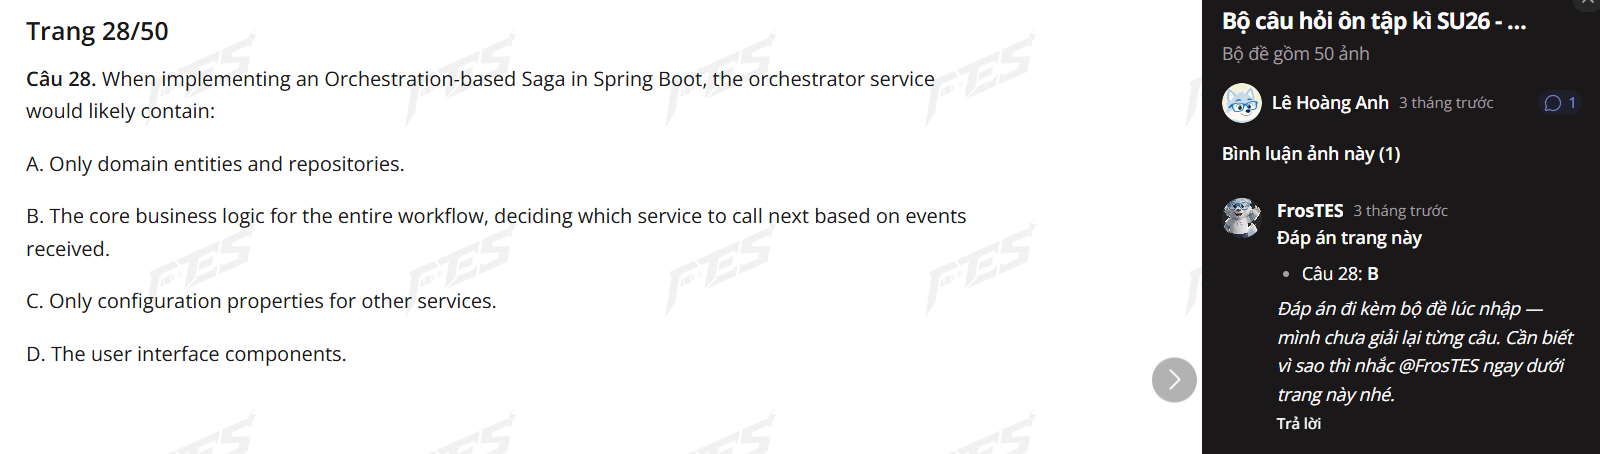 Trang 28/50
Câu 28. When implementing an Orchestration-based Saga in Spring Boot, the orchestrator service
would likely contain:
A. Only domain entities and repositories.
B. The core business logic for the entire workflow, deciding which service to call next based on events
received.
C. Only configuration properties for other services.
D. The user interface components.
Bộ câu hỏi ôn tập kì SU26 - ...
Bộ đề gồm 50 ảnh
Lê Hoàng Anh 3 tháng trước 1
Bình luận ảnh này (1)
FrosTES 3 tháng trước
Đáp án trang này
• Câu 28: B
Đáp án đi kèm bộ đề lúc nhập —
mình chưa giải lại từng câu. Cần biết
vì sao thì nhắc @FrosTES ngay dưới
trang này nhé.
Trả lời